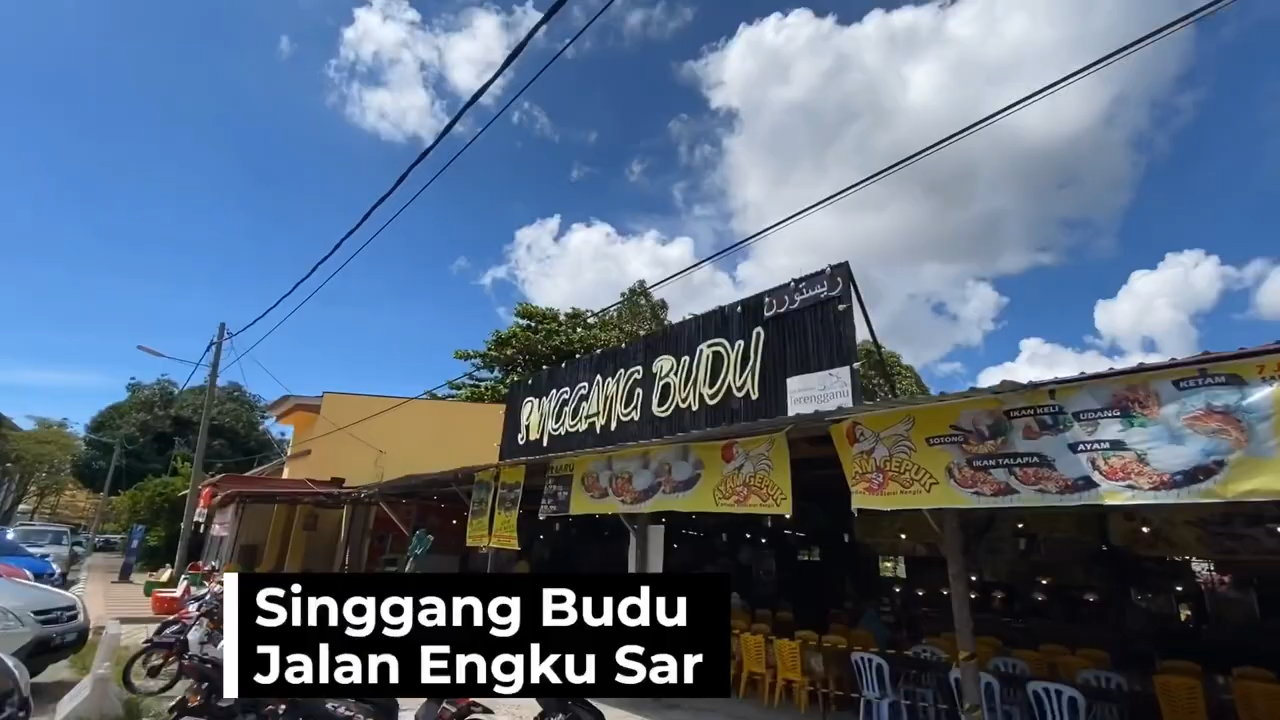 ريستورن
SINGGANG BUDU
Terengganu
BAHARU
AYAM GEPUK
AYAM GEPUK
SOTONG
IKAN KELI
UDANG
KETAM
IKAN TALAPIA
AYAM
Singgang Budu
Jalan Engku Sar